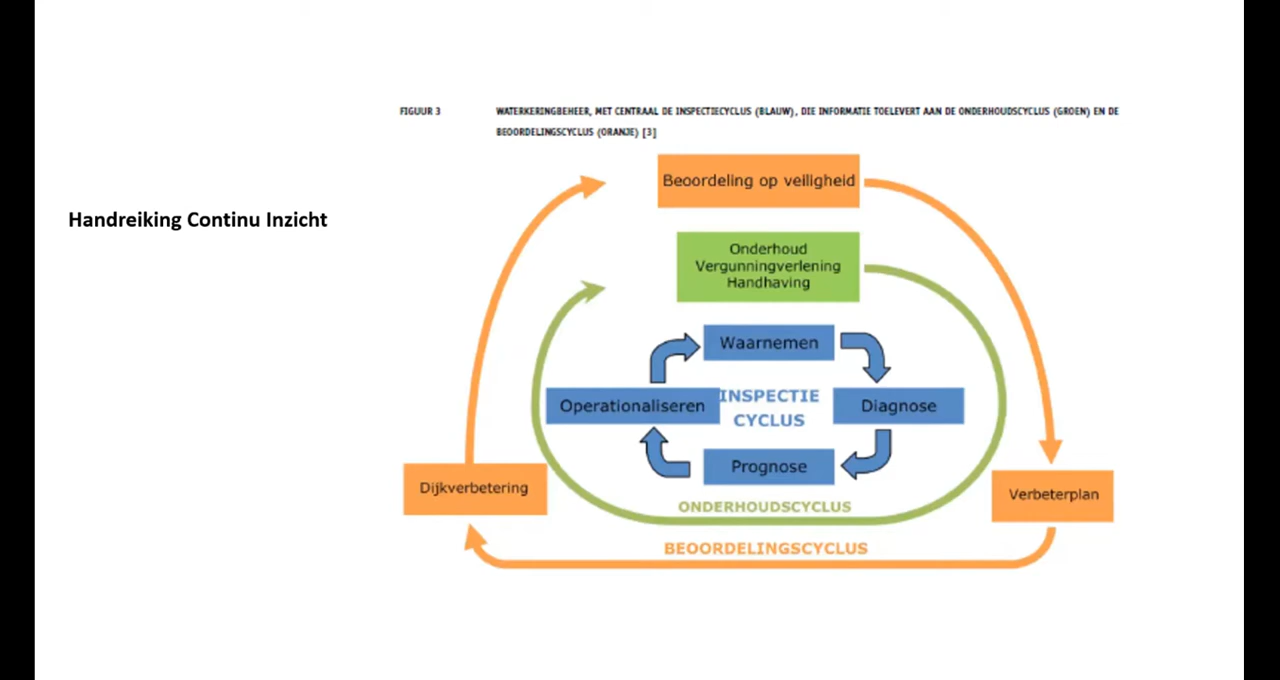 FIGUUR 3 WATERKERINGBEHEER, MET CENTRAAL DE INSPECTIECYCLUS (BLAUW), DIE INFORMATIE TOELEVERT AAN DE ONDERHOUDSCYCLUS (GROEN) EN DE
BEOORDELINGSCYCLUS (ORANJE) [3]
Handreiking Continu Inzicht
Beoordeling op veiligheid
Onderhoud
Vergunningverlening
Handhaving
Waarnemen
Operationaliseren
INSPECTIE
CYCLUS
Diagnose
Prognose
Dijkverbetering
Verbeterplan
ONDERHOUDSCYCLUS
BEOORDELINGSCYCLUS